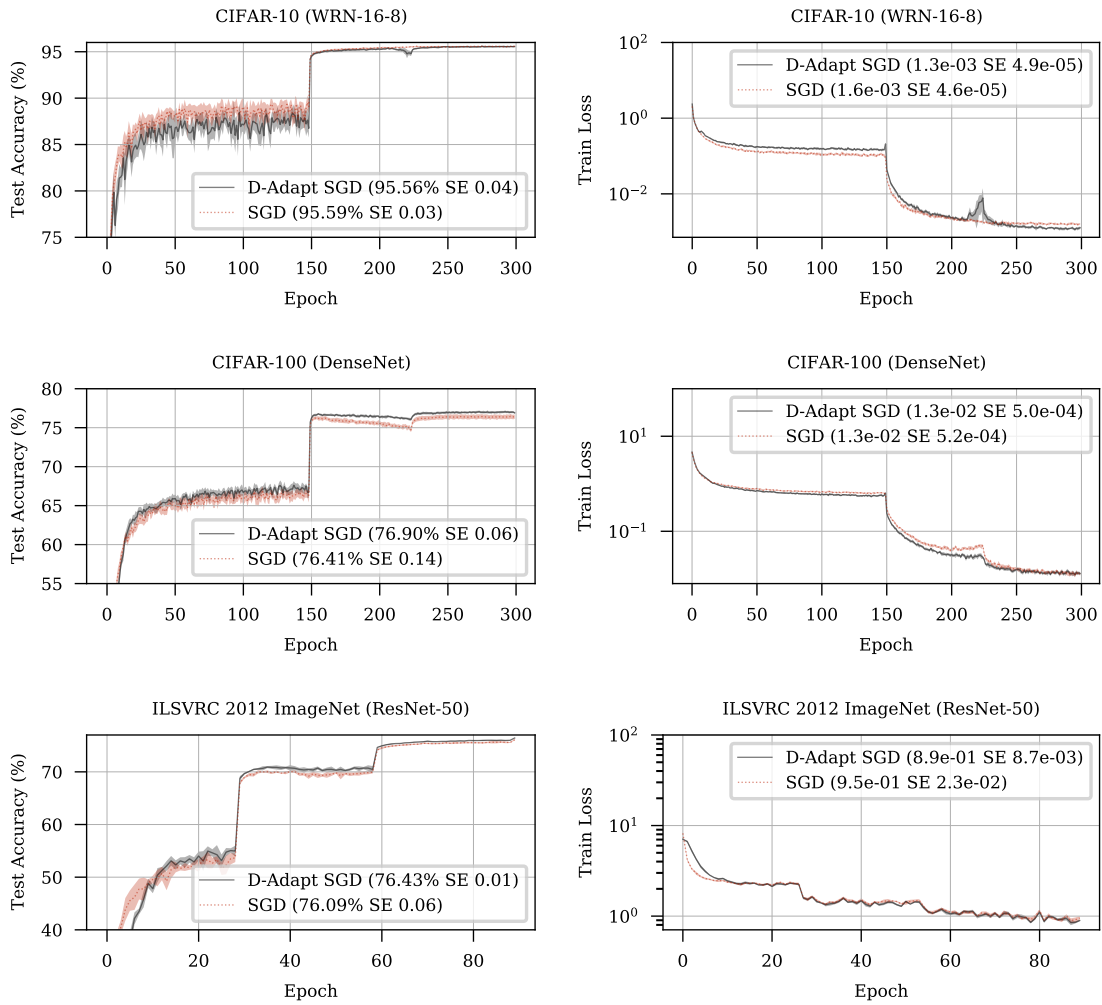 CIFAR-10 (WRN-16-8)
Test Accuracy (%)
95
90
85
80
75
D-Adapt SGD (95.56% SE 0.04)
SGD (95.59% SE 0.03)
0 50 100 150 200 250 300
Epoch
CIFAR-10 (WRN-16-8)
Train Loss
10^2
10^0
10^−2
D-Adapt SGD (1.3e-03 SE 4.9e-05)
SGD (1.6e-03 SE 4.6e-05)
0 50 100 150 200 250 300
Epoch
CIFAR-100 (DenseNet)
Test Accuracy (%)
80
75
70
65
60
55
D-Adapt SGD (76.90% SE 0.06)
SGD (76.41% SE 0.14)
0 50 100 150 200 250 300
Epoch
CIFAR-100 (DenseNet)
Train Loss
10^1
10^−1
D-Adapt SGD (1.3e-02 SE 5.0e-04)
SGD (1.3e-02 SE 5.2e-04)
0 50 100 150 200 250 300
Epoch
ILSVRC 2012 ImageNet (ResNet-50)
Test Accuracy (%)
70
60
50
40
D-Adapt SGD (76.43% SE 0.01)
SGD (76.09% SE 0.06)
0 20 40 60 80
Epoch
ILSVRC 2012 ImageNet (ResNet-50)
Train Loss
10^2
10^1
10^0
D-Adapt SGD (8.9e-01 SE 8.7e-03)
SGD (9.5e-01 SE 2.3e-02)
0 20 40 60 80
Epoch